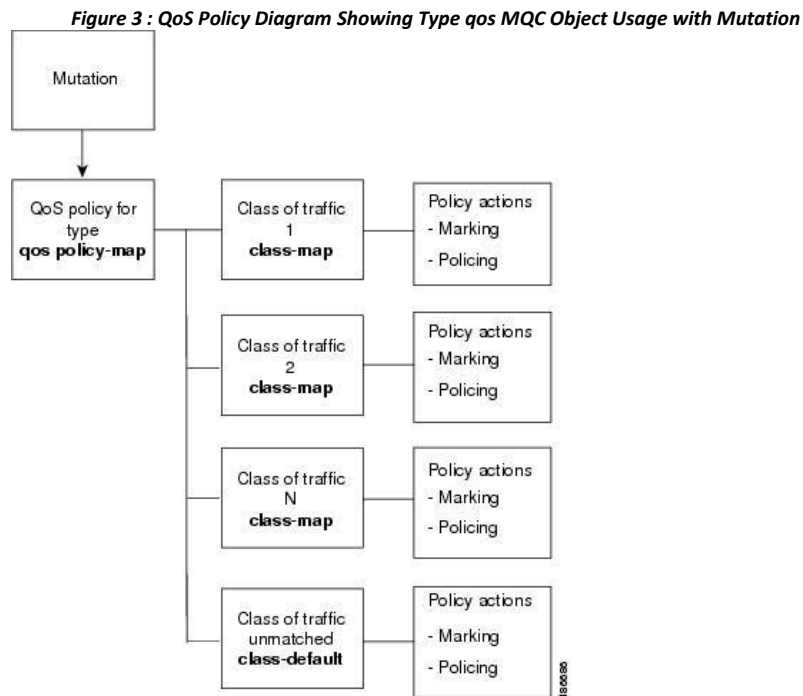 Figure 3 : QoS Policy Diagram Showing Type qos MQC Object Usage with Mutation
Mutation
QoS policy for
type
qos policy-map
Class of traffic
1
class-map
Policy actions
- Marking
- Policing
Class of traffic
2
class-map
Policy actions
- Marking
- Policing
Class of traffic
N
class-map
Policy actions
- Marking
- Policing
Class of traffic
unmatched
class-default
Policy actions
- Marking
- Policing